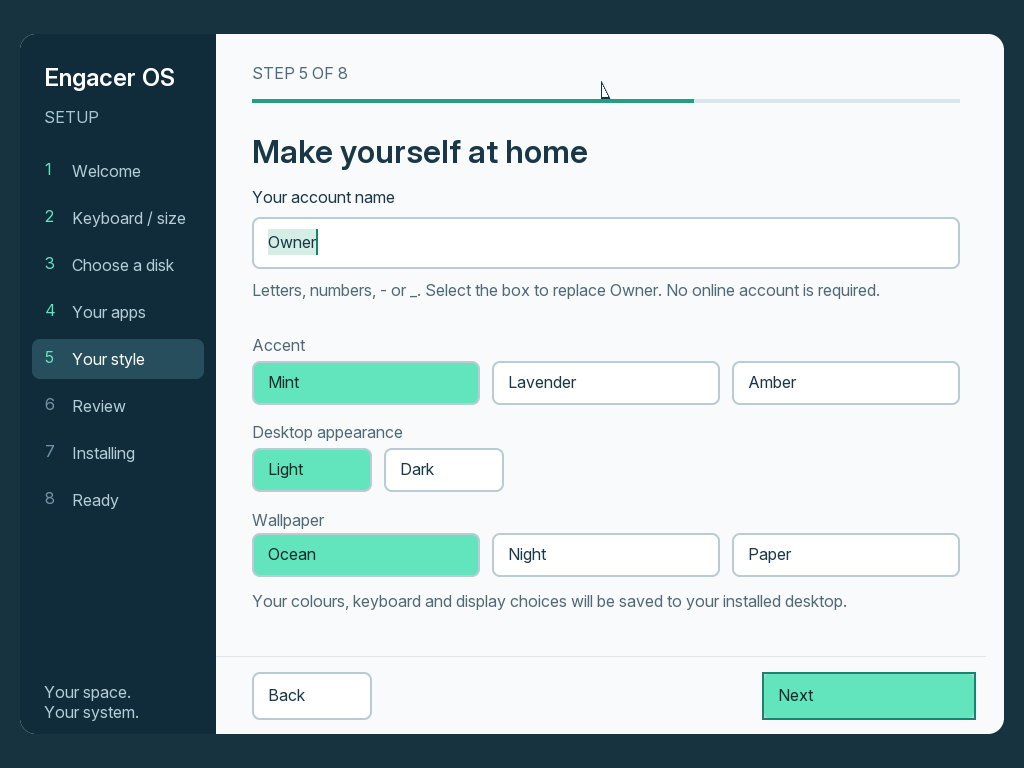 Engacer OS
SETUP
1 Welcome
2 Keyboard / size
3 Choose a disk
4 Your apps
5 Your style
6 Review
7 Installing
8 Ready
Your space.
Your system.
STEP 5 OF 8
Make yourself at home
Your account name
Owner
Letters, numbers, - or _. Select the box to replace Owner. No online account is required.
Accent
Mint Lavender Amber
Desktop appearance
Light Dark
Wallpaper
Ocean Night Paper
Your colours, keyboard and display choices will be saved to your installed desktop.
Back Next